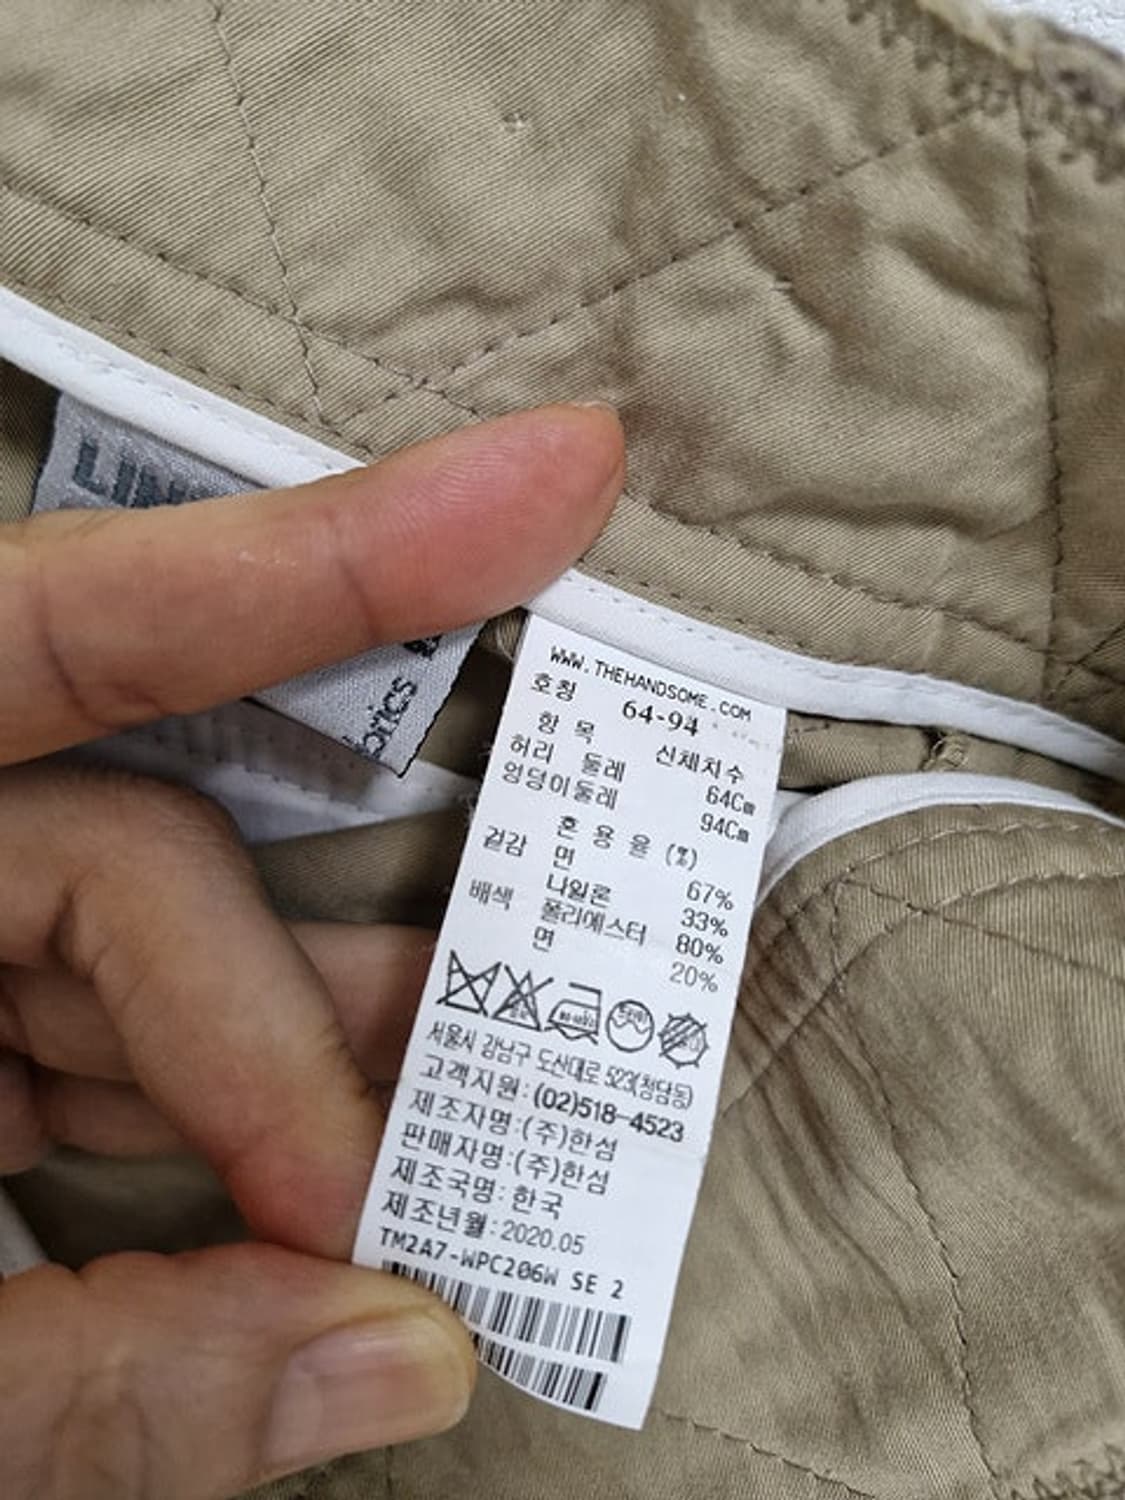 WWW.THEHANDSOME.COM
호칭 64-94
항목 신체치수
허리 둘레 64Cm
엉덩이둘레 94Cm
혼용율 (%)
겉감 면 67%
나일론 33%
배색 폴리에스터 80%
면 20%
서울시 강남구 도산대로 523(청담동)
고객지원:(02)518-4523
제조자명:(주)한섬
판매자명:(주)한섬
제조국명:한국
제조년월:2020.05
TM2A7-WPC206W SE 2